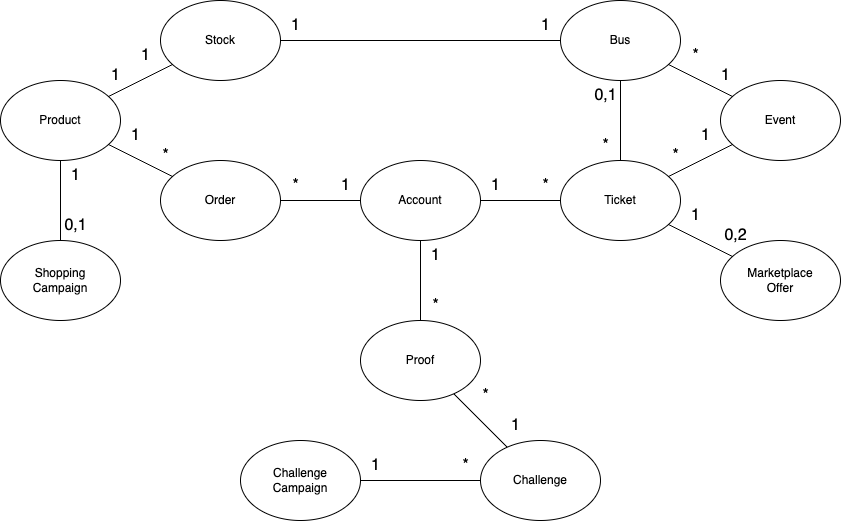 1
1
Stock
Bus
1
*
1
1
0,1
Product
Event
1
*
*
1
1
*
1
1
*
Order
Account
Ticket
1
0,1
0,2
1
Shopping
Campaign
Marketplace
Offer
*
Proof
*
1
1
*
Challenge
Campaign
Challenge